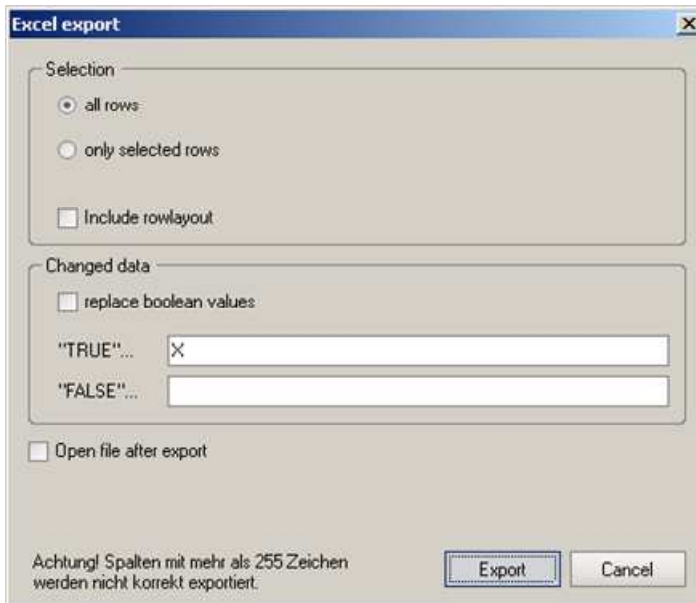 Excel export
Selection
all rows
only selected rows
Include rowlayout
Changed data
replace boolean values
"TRUE"... X
"FALSE"...
Open file after export
Achtung! Spalten mit mehr als 255 Zeichen
werden nicht korrekt exportiert.
Export Cancel